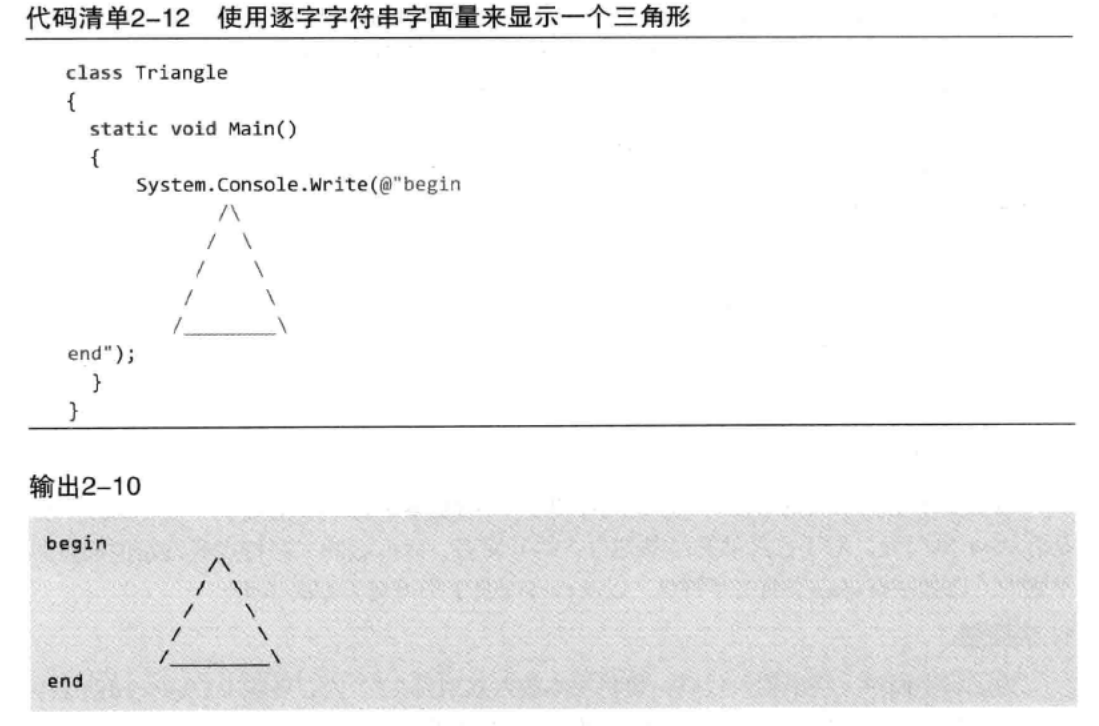 代码清单2-12 使用逐字字符串字面量来显示一个三角形
class Triangle
{
  static void Main()
  {
      System.Console.Write(@"begin
             /\
            /  \
           /    \
          /      \
         /________\
end");
  }
}
输出2-10
begin
             /\
            /  \
           /    \
          /      \
         /________\
end